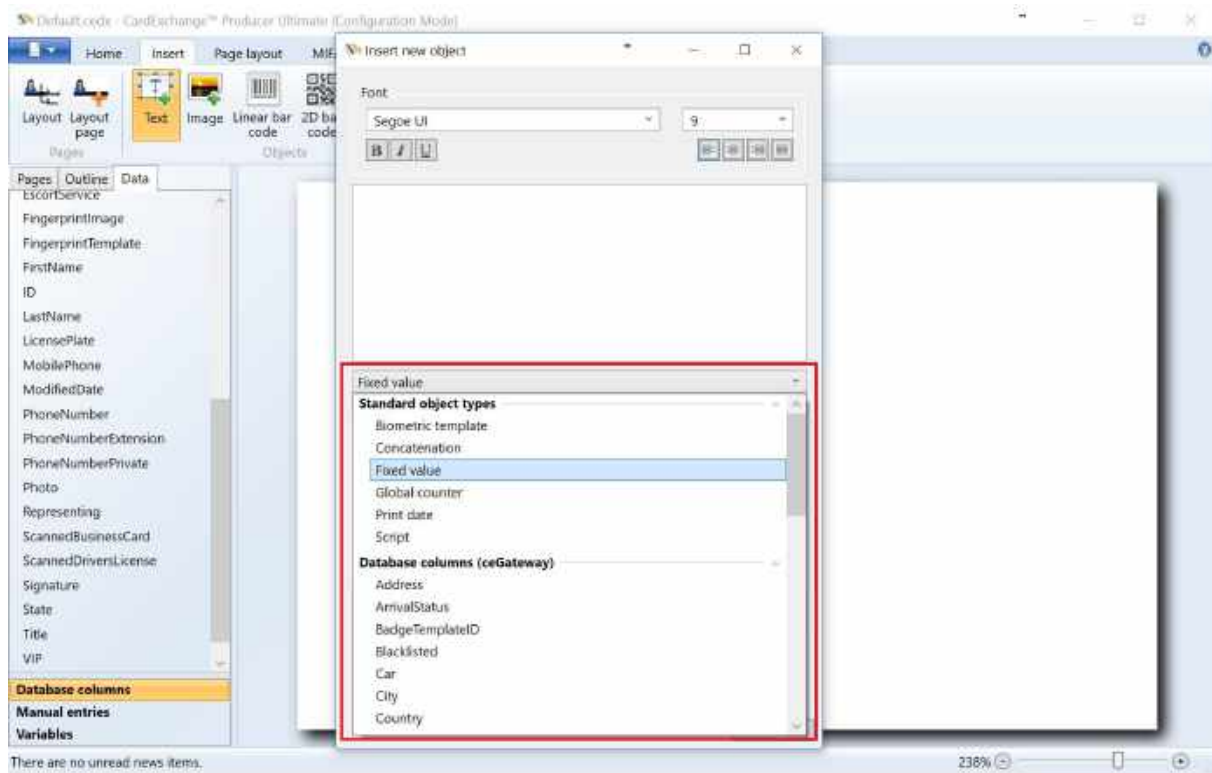 Default.code - CardExchange™ Producer Ultimate (Configuration Mode)
Home Insert Page layout
Layout
Layout page
Text
Image
Linear bar code
2D ba code
Pages
Objects
Pages Outline Data
EscortService
FingerprintImage
FingerprintTemplate
FirstName
ID
LastName
LicensePlate
MobilePhone
ModifiedDate
PhoneNumber
PhoneNumberExtension
PhoneNumberPrivate
Photo
Representing
ScannedBusinessCard
ScannedDriversLicense
Signature
State
Title
VIP
Database columns
Manual entries
Variables
There are no unread news items.
Insert new object
Font
Segoe UI
9
B I U
Fixed value
Standard object types
Biometric template
Concatenation
Fixed value
Global counter
Print date
Script
Database columns (ceGateway)
Address
ArrivalStatus
BadgeTemplateID
Blacklisted
Car
City
Country
238%